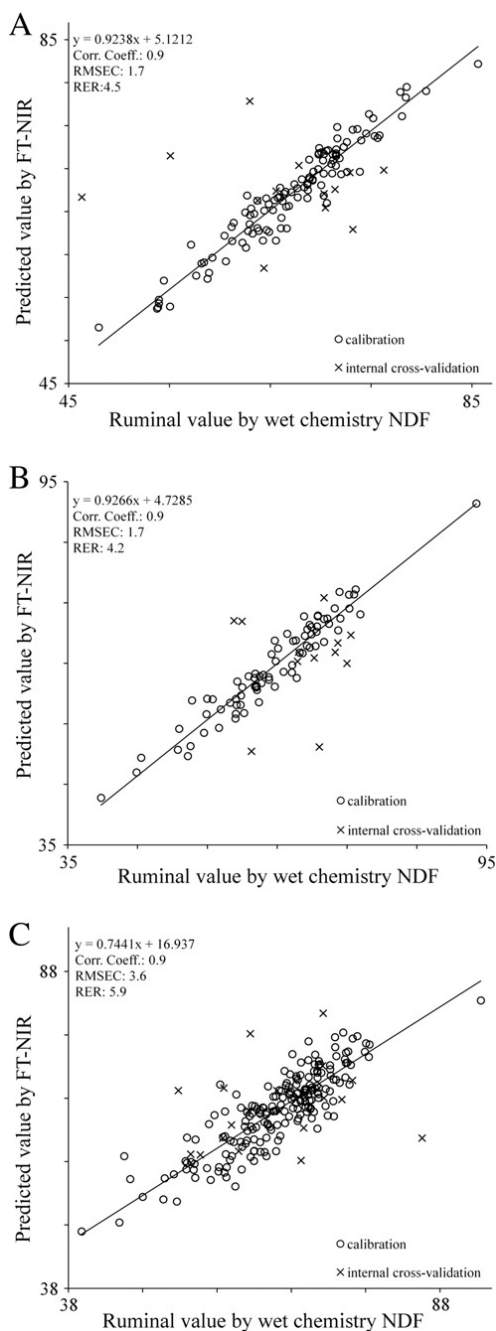 A
85
y = 0.9238x + 5.1212
Corr. Coeff.: 0.9
RMSEC: 1.7
RER:4.5
Predicted value by FT-NIR
calibration
internal cross-validation
45
45
85
Ruminal value by wet chemistry NDF
B
95
y = 0.9266x + 4.7285
Corr. Coeff.: 0.9
RMSEC: 1.7
RER: 4.2
Predicted value by FT-NIR
calibration
internal cross-validation
35
35
95
Ruminal value by wet chemistry NDF
C
88
y = 0.7441x + 16.937
Corr. Coeff.: 0.9
RMSEC: 3.6
RER: 5.9
Predicted value by FT-NIR
calibration
internal cross-validation
38
38
88
Ruminal value by wet chemistry NDF